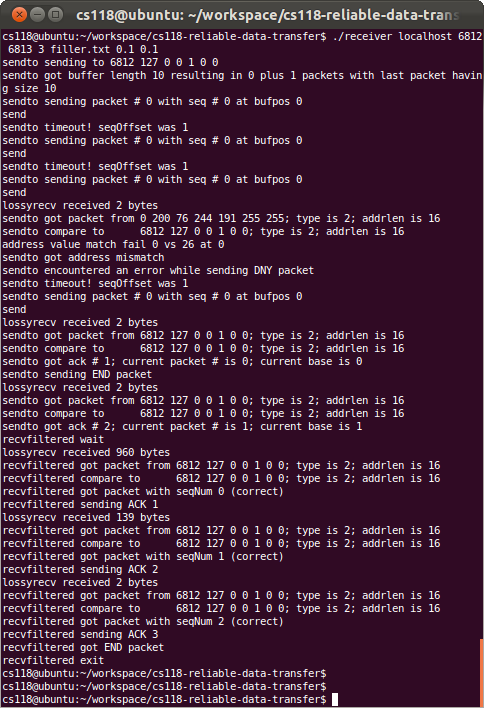 cs118@ubuntu: ~/workspace/cs118-reliable-data-transfer
cs118@ubuntu:~/workspace/cs118-reliable-data-transfer$ ./receiver localhost 6812
 6813 3 filler.txt 0.1 0.1
sendto sending to 6812 127 0 0 1 0 0
sendto got buffer length 10 resulting in 0 plus 1 packets with last packet havin
g size 10
sendto sending packet # 0 with seq # 0 at bufpos 0
send
sendto timeout! seqOffset was 1
sendto sending packet # 0 with seq # 0 at bufpos 0
send
sendto timeout! seqOffset was 1
sendto sending packet # 0 with seq # 0 at bufpos 0
send
lossyrecv received 2 bytes
sendto got packet from 0 200 76 244 191 255 255; type is 2; addrlen is 16
sendto compare to      6812 127 0 0 1 0 0; type is 2; addrlen is 16
address value match fail 0 vs 26 at 0
sendto got address mismatch
sendto encountered an error while sending DNY packet
sendto timeout! seqOffset was 1
sendto sending packet # 0 with seq # 0 at bufpos 0
send
lossyrecv received 2 bytes
sendto got packet from 6812 127 0 0 1 0 0; type is 2; addrlen is 16
sendto compare to      6812 127 0 0 1 0 0; type is 2; addrlen is 16
sendto got ack # 1; current packet # is 0; current base is 0
sendto sending END packet
lossyrecv received 2 bytes
sendto got packet from 6812 127 0 0 1 0 0; type is 2; addrlen is 16
sendto compare to      6812 127 0 0 1 0 0; type is 2; addrlen is 16
sendto got ack # 2; current packet # is 1; current base is 1
recvfiltered wait
lossyrecv received 960 bytes
recvfiltered got packet from 6812 127 0 0 1 0 0; type is 2; addrlen is 16
recvfiltered compare to      6812 127 0 0 1 0 0; type is 2; addrlen is 16
recvfiltered got packet with seqNum 0 (correct)
recvfiltered sending ACK 1
lossyrecv received 139 bytes
recvfiltered got packet from 6812 127 0 0 1 0 0; type is 2; addrlen is 16
recvfiltered compare to      6812 127 0 0 1 0 0; type is 2; addrlen is 16
recvfiltered got packet with seqNum 1 (correct)
recvfiltered sending ACK 2
lossyrecv received 2 bytes
recvfiltered got packet from 6812 127 0 0 1 0 0; type is 2; addrlen is 16
recvfiltered compare to      6812 127 0 0 1 0 0; type is 2; addrlen is 16
recvfiltered got packet with seqNum 2 (correct)
recvfiltered sending ACK 3
recvfiltered got END packet
recvfiltered exit
cs118@ubuntu:~/workspace/cs118-reliable-data-transfer$
cs118@ubuntu:~/workspace/cs118-reliable-data-transfer$
cs118@ubuntu:~/workspace/cs118-reliable-data-transfer$